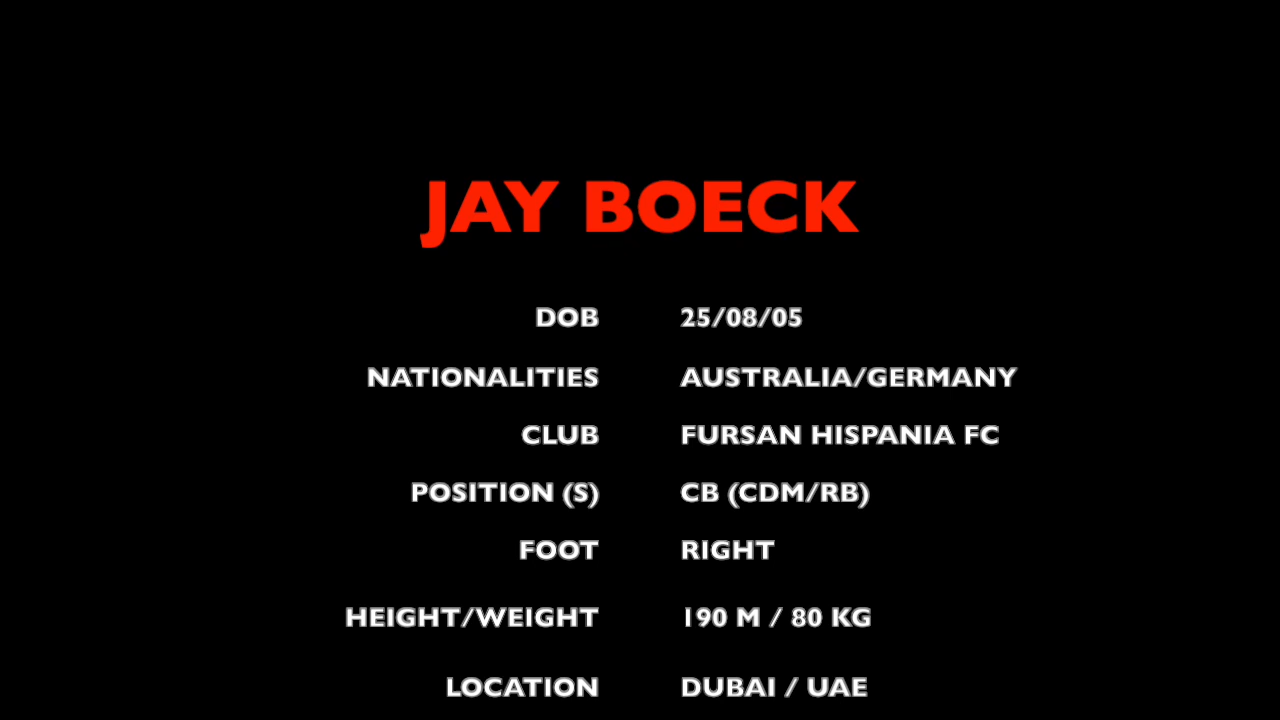 JAY BOECK
DOB 25/08/05
NATIONALITIES AUSTRALIA/GERMANY
CLUB FURSAN HISPANIA FC
POSITION (S) CB (CDM/RB)
FOOT RIGHT
HEIGHT/WEIGHT 190 M / 80 KG
LOCATION DUBAI / UAE